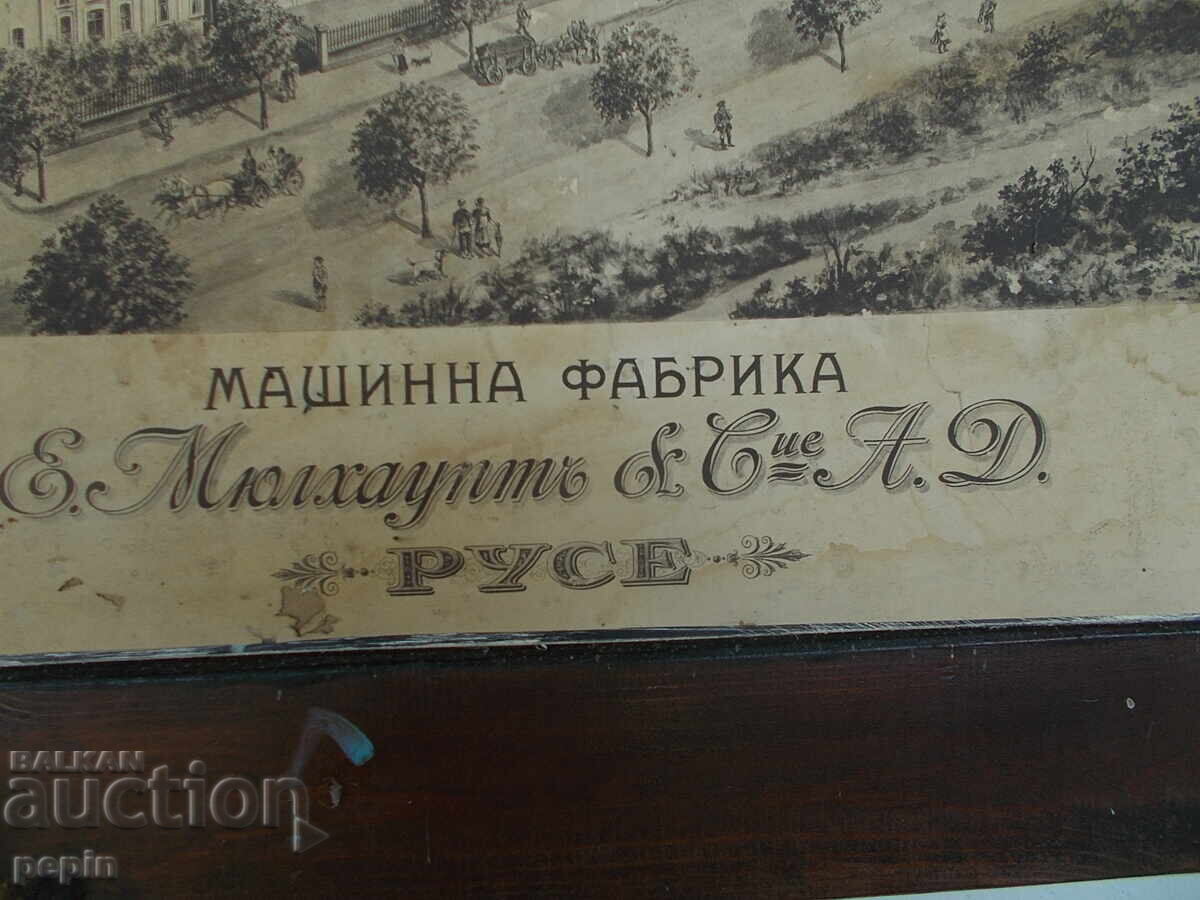 МАШИННА ФАБРИКА
Е. Мюлхауптъ & Сие А. Д.
РУСЕ
BALKAN
auction
pepin